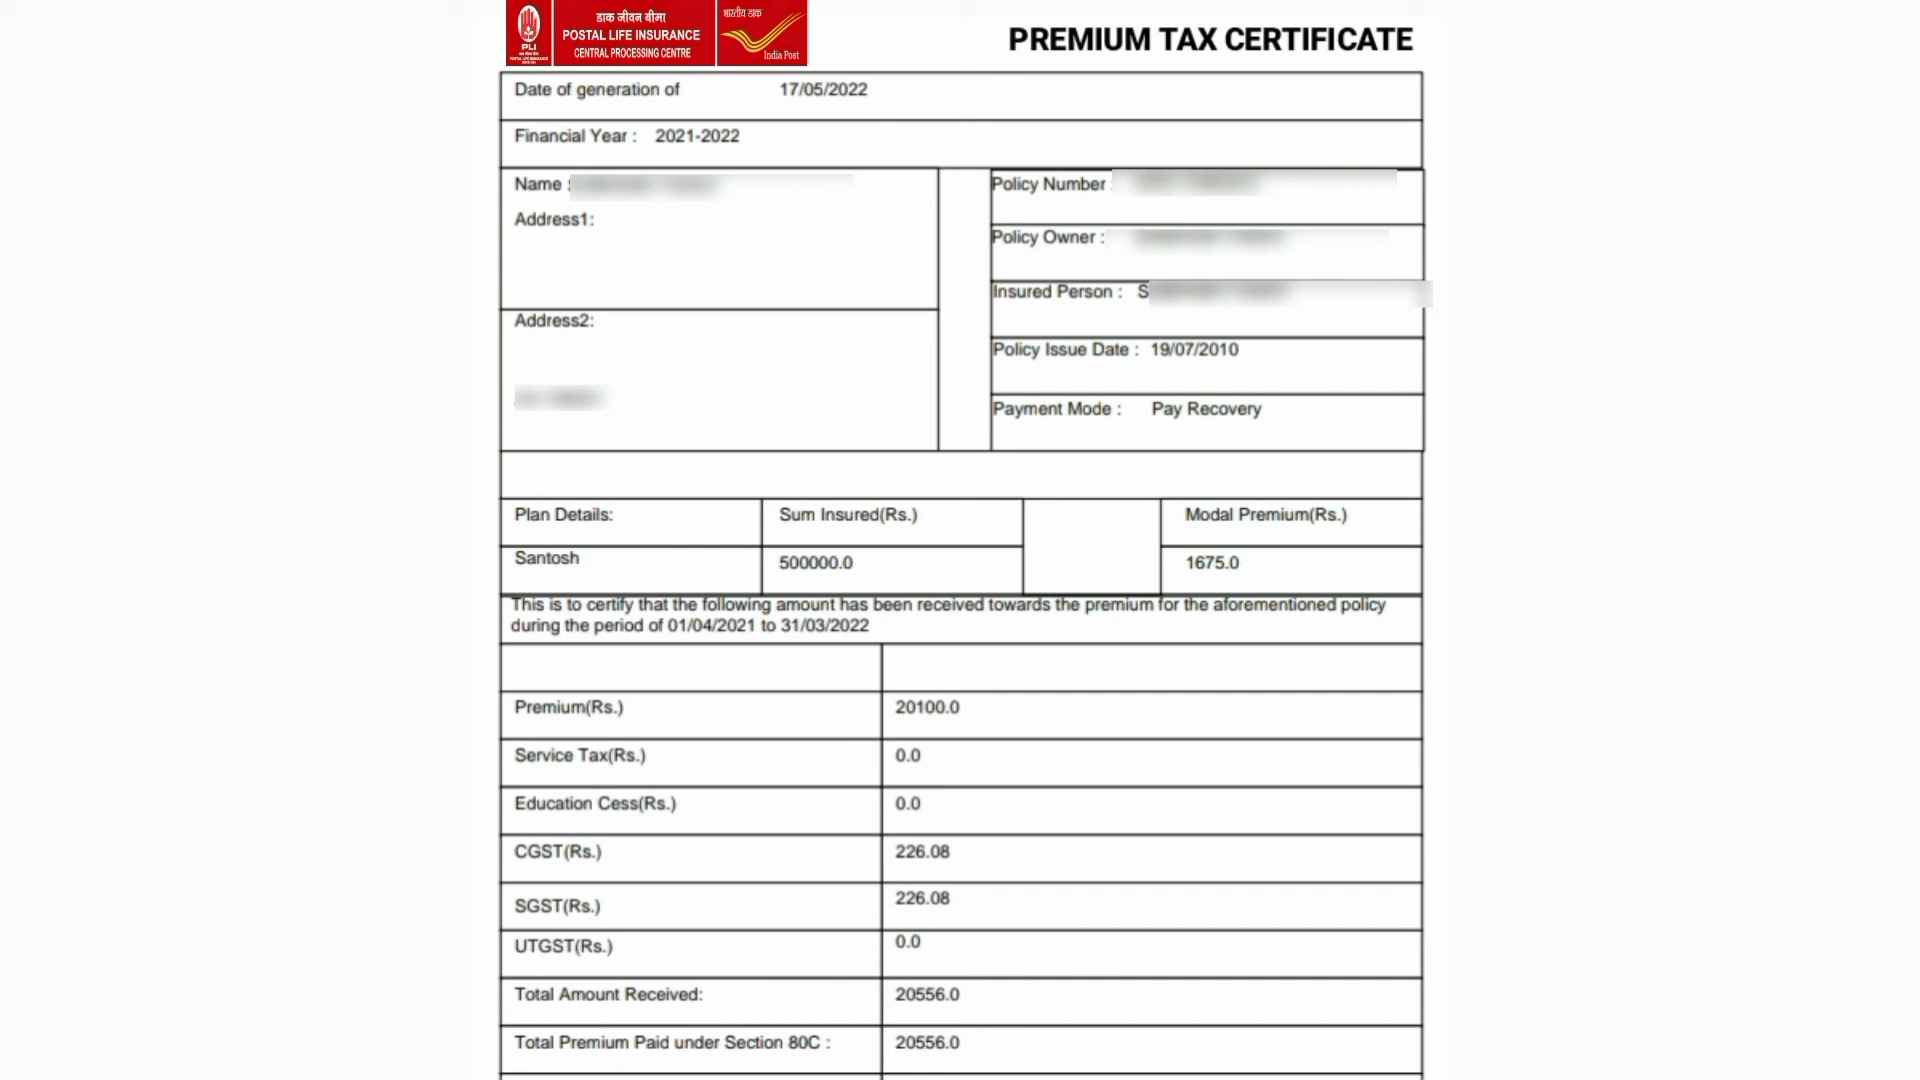 PLI
डाक जीवन बीमा
POSTAL LIFE INSURANCE
CENTRAL PROCESSING CENTRE
भारतीय डाक
India Post
PREMIUM TAX CERTIFICATE
Date of generation of 17/05/2022
Financial Year : 2021-2022
Name :
Address1:
Address2:
Policy Number :
Policy Owner :
Insured Person : S
Policy Issue Date : 19/07/2010
Payment Mode : Pay Recovery
Plan Details: Sum Insured(Rs.) Modal Premium(Rs.)
Santosh 500000.0 1675.0
This is to certify that the following amount has been received towards the premium for the aforementioned policy
during the period of 01/04/2021 to 31/03/2022
Premium(Rs.) 20100.0
Service Tax(Rs.) 0.0
Education Cess(Rs.) 0.0
CGST(Rs.) 226.08
SGST(Rs.) 226.08
UTGST(Rs.) 0.0
Total Amount Received: 20556.0
Total Premium Paid under Section 80C : 20556.0